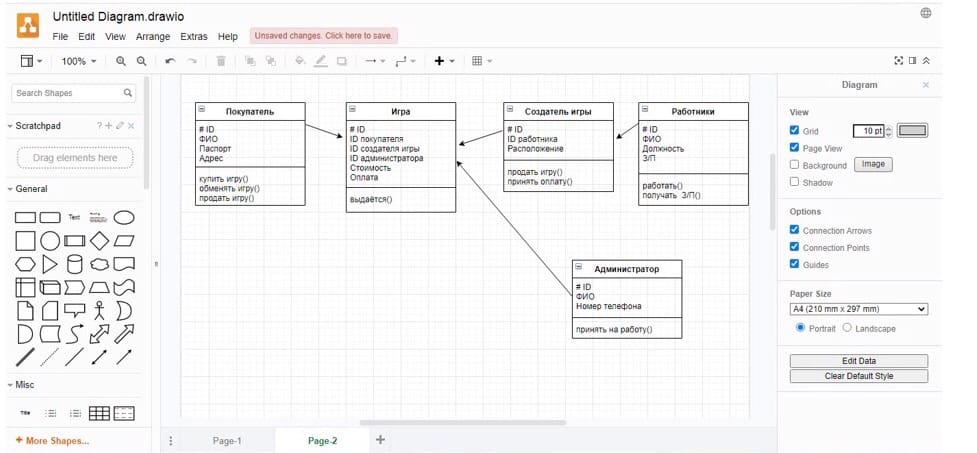 Untitled Diagram.drawio
File Edit View Arrange Extras Help Unsaved changes. Click here to save.
100%
Search Shapes
Scratchpad
Drag elements here
General
Text
Misc
Title
+ More Shapes...
Покупатель
# ID
ФИО
Паспорт
Адрес
купить игру()
обменять игру()
продать игру()
Игра
# ID
ID покупателя
ID создателя игры
ID администратора
Стоимость
Оплата
выдаётся()
Создатель игры
# ID
ID работника
Расположение
продать игру()
принять оплату()
Работники
# ID
ФИО
Должность
З/П
работать()
получать З/П()
Администратор
# ID
ФИО
Номер телефона
принять на работу()
Page-1 Page-2
Diagram
View
Grid 10 pt
Page View
Background Image
Shadow
Options
Connection Arrows
Connection Points
Guides
Paper Size
A4 (210 mm x 297 mm)
Portrait Landscape
Edit Data
Clear Default Style